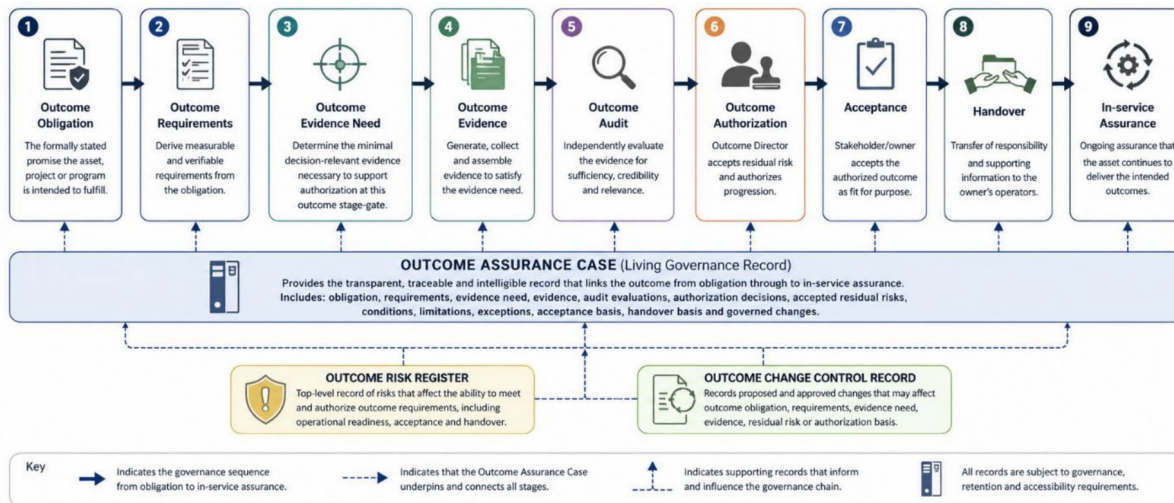 1
Outcome
Obligation
The formally stated
promise the asset,
project or program
is intended to fulfill.
2
Outcome
Requirements
Derive measurable
and verifiable
requirements from
the obligation.
3
Outcome
Evidence Need
Determine the minimal
decision-relevant evidence
necessary to support
authorization at this
outcome stage-gate.
4
Outcome
Evidence
Generate, collect
and assemble
evidence to satisfy
the evidence need.
5
Outcome
Audit
Independently evaluate
the evidence for
sufficiency, credibility
and relevance.
6
Outcome
Authorization
Outcome Director
accepts residual risk
and authorizes
progression.
7
Acceptance
Stakeholder/owner
accepts the
authorized outcome
as fit for purpose.
8
Handover
Transfer of responsibility
and supporting
information to the
owner's operators.
9
In-service
Assurance
Ongoing assurance that
the asset continues to
deliver the intended
outcomes.
OUTCOME ASSURANCE CASE (Living Governance Record)
Provides the transparent, traceable and intelligible record that links the outcome from obligation through to in-service assurance.
Includes: obligation, requirements, evidence need, evidence, audit evaluations, authorization decisions, accepted residual risks,
conditions, limitations, exceptions, acceptance basis, handover basis and governed changes.
OUTCOME RISK REGISTER
Top-level record of risks that affect the ability to meet
and authorize outcome requirements, including
operational readiness, acceptance and handover.
OUTCOME CHANGE CONTROL RECORD
Records proposed and approved changes that may affect
outcome obligation, requirements, evidence need,
evidence, residual risk or authorization basis.
Key
Indicates the governance sequence
from obligation to in-service assurance.
Indicates that the Outcome Assurance Case
underpins and connects all stages.
Indicates supporting records that inform
and influence the governance chain.
All records are subject to governance,
retention and accessibility requirements.